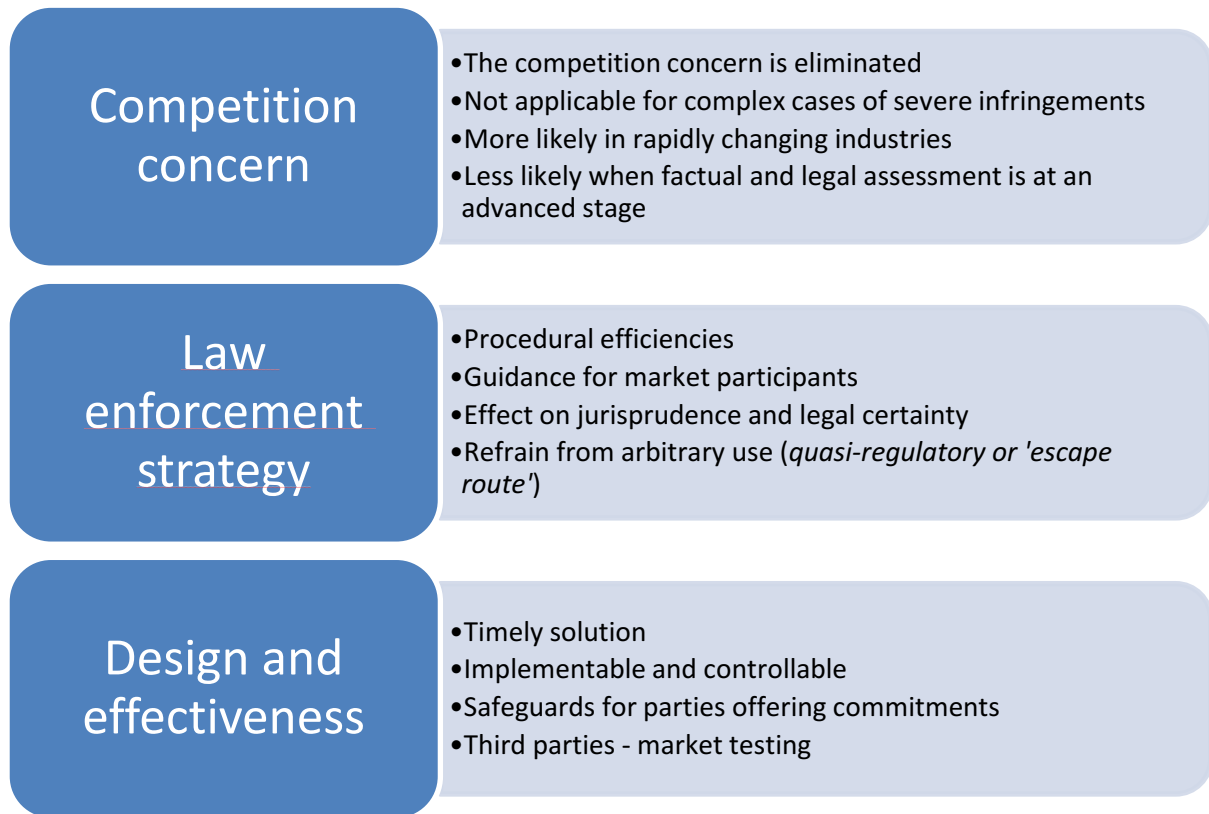 Competition
concern
•The competition concern is eliminated
•Not applicable for complex cases of severe infringements
•More likely in rapidly changing industries
•Less likely when factual and legal assessment is at an
advanced stage
Law
enforcement
strategy
•Procedural efficiencies
•Guidance for market participants
•Effect on jurisprudence and legal certainty
•Refrain from arbitrary use (quasi-regulatory or 'escape
route')
Design and
effectiveness
•Timely solution
•Implementable and controllable
•Safeguards for parties offering commitments
•Third parties - market testing